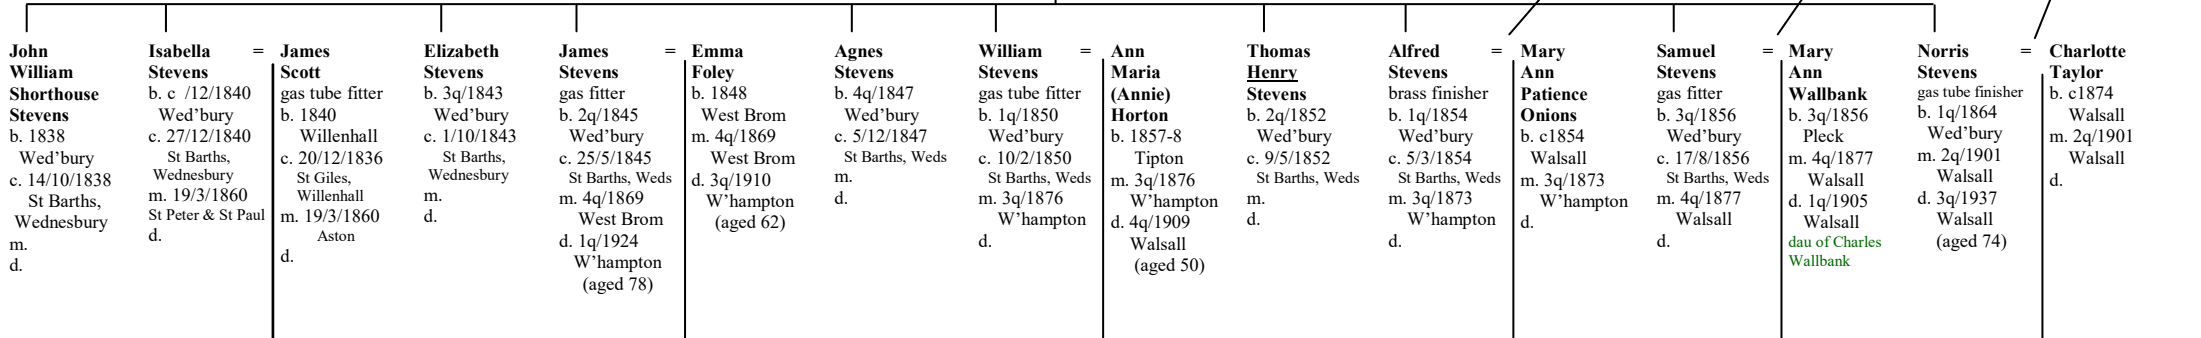 John
William
Shorthouse
Stevens
b. 1838
Wed’bury
c. 14/10/1838
St Barths,
Wednesbury
m.
d.
Isabella =
Stevens
b. c /12/1840
Wed’bury
c. 27/12/1840
St Barths,
Wednesbury
m. 19/3/1860
St Peter & St Paul
d.
James
Scott
gas tube fitter
b. 1840
Willenhall
c. 20/12/1836
St Giles,
Willenhall
m. 19/3/1860
Aston
d.
Elizabeth
Stevens
b. 3q/1843
Wed’bury
c. 1/10/1843
St Barths,
Wednesbury
m.
d.
James =
Stevens
gas fitter
b. 2q/1845
Wed’bury
c. 25/5/1845
St Barths, Weds
m. 4q/1869
West Brom
d. 1q/1924
W’hampton
(aged 78)
Emma
Foley
b. 1848
West Brom
m. 4q/1869
West Brom
d. 3q/1910
W’hampton
(aged 62)
Agnes
Stevens
b. 4q/1847
Wed’bury
c. 5/12/1847
St Barths, Weds
m.
d.
William =
Stevens
gas tube fitter
b. 1q/1850
Wed’bury
c. 10/2/1850
St Barths, Weds
m. 3q/1876
W’hampton
d.
Ann
Maria
(Annie)
Horton
b. 1857-8
Tipton
m. 3q/1876
W’hampton
d. 4q/1909
Walsall
(aged 50)
Thomas
Henry
Stevens
b. 2q/1852
Wed’bury
c. 9/5/1852
St Barths, Weds
m.
d.
Alfred =
Stevens
brass finisher
b. 1q/1854
Wed’bury
c. 5/3/1854
St Barths, Weds
m. 3q/1873
W’hampton
d.
Mary
Ann
Patience
Onions
b. c1854
Walsall
m. 3q/1873
W’hampton
d.
Samuel =
Stevens
gas fitter
b. 3q/1856
Wed’bury
c. 17/8/1856
St Barths, Weds
m. 4q/1877
Walsall
d.
Mary
Ann
Wallbank
b. 3q/1856
Pleck
m. 4q/1877
Walsall
d. 1q/1905
Walsall
dau of Charles
Wallbank
Norris =
Stevens
gas tube finisher
b. 1q/1864
Wed’bury
m. 2q/1901
Walsall
d. 3q/1937
Walsall
(aged 74)
Charlotte
Taylor
b. c1874
Walsall
m. 2q/1901
Walsall
d.